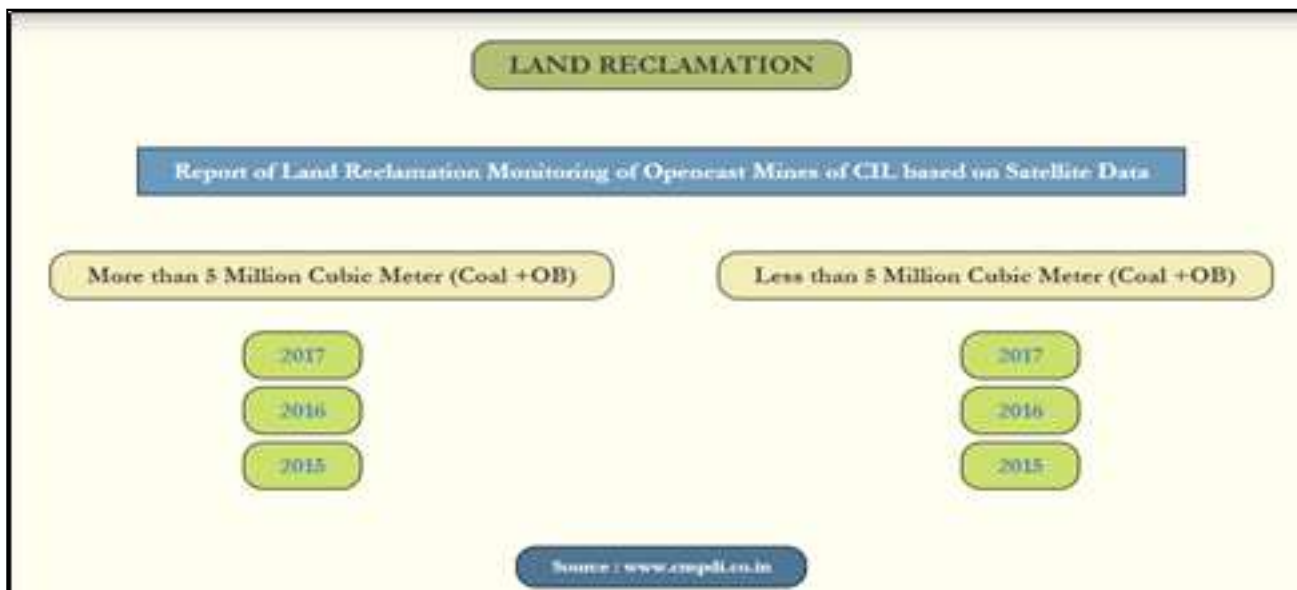 LAND RECLAMATION
Report of Land Reclamation Monitoring of Opencast Mines of CIL based on Satellite Data
More than 5 Million Cubic Meter (Coal +OB)
Less than 5 Million Cubic Meter (Coal +OB)
2017
2017
2016
2016
2015
2015
Source : www.cmpdi.co.in